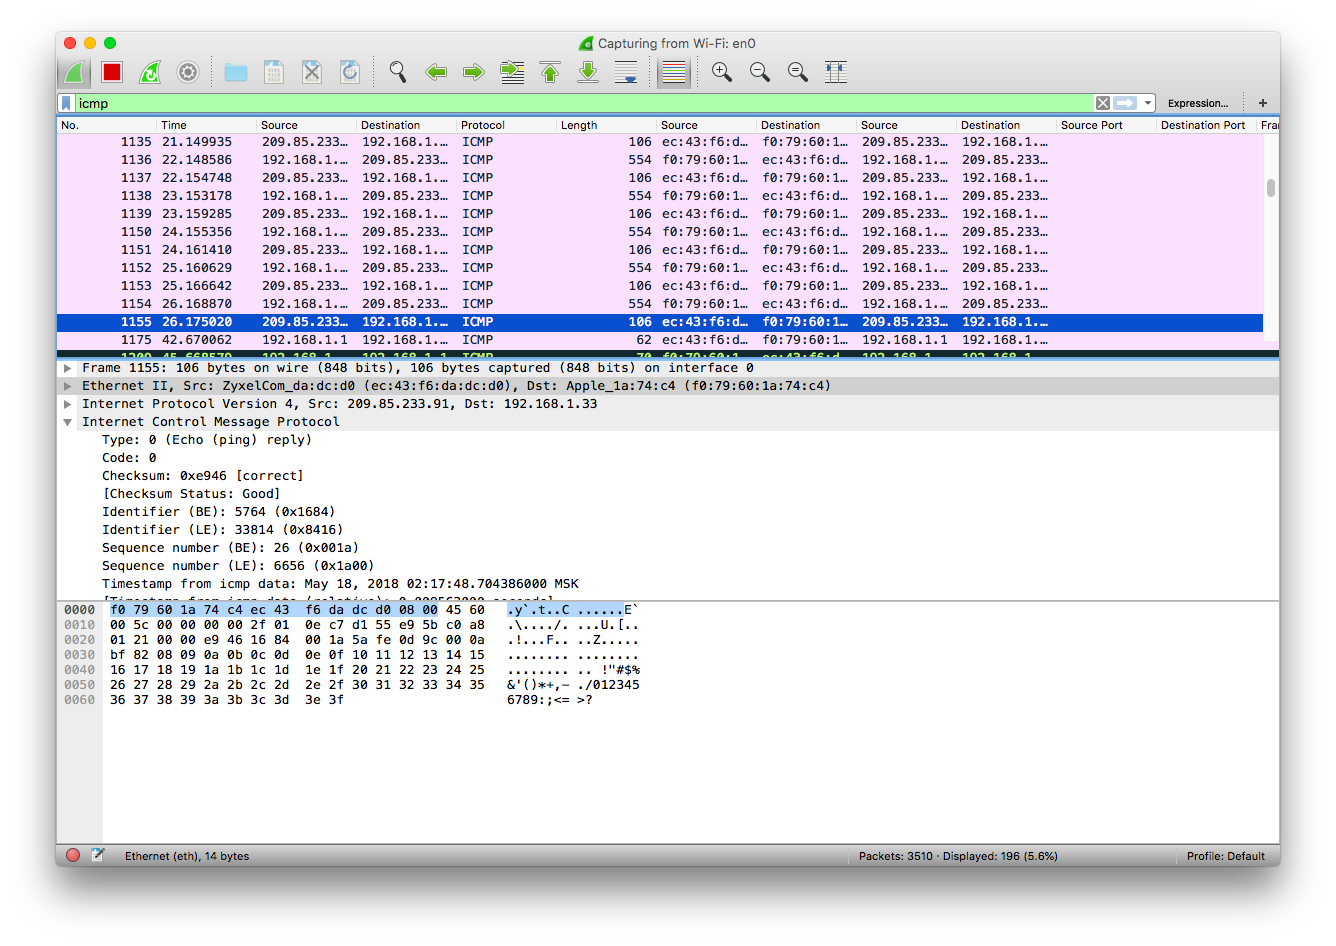 Capturing from Wi-Fi: en0
icmp Expression... +
No. Time Source Destination Protocol Length Source Destination Source Destination Source Port Destination Port Fra
1135 21.149935 209.85.233… 192.168.1.… ICMP 106 ec:43:f6:d… f0:79:60:1… 209.85.233… 192.168.1.…
1136 22.148586 192.168.1.… 209.85.233… ICMP 554 f0:79:60:1… ec:43:f6:d… 192.168.1.… 209.85.233…
1137 22.154748 209.85.233… 192.168.1.… ICMP 106 ec:43:f6:d… f0:79:60:1… 209.85.233… 192.168.1.…
1138 23.153178 192.168.1.… 209.85.233… ICMP 554 f0:79:60:1… ec:43:f6:d… 192.168.1.… 209.85.233…
1139 23.159285 209.85.233… 192.168.1.… ICMP 106 ec:43:f6:d… f0:79:60:1… 209.85.233… 192.168.1.…
1150 24.155356 192.168.1.… 209.85.233… ICMP 554 f0:79:60:1… ec:43:f6:d… 192.168.1.… 209.85.233…
1151 24.161410 209.85.233… 192.168.1.… ICMP 106 ec:43:f6:d… f0:79:60:1… 209.85.233… 192.168.1.…
1152 25.160629 192.168.1.… 209.85.233… ICMP 554 f0:79:60:1… ec:43:f6:d… 192.168.1.… 209.85.233…
1153 25.166642 209.85.233… 192.168.1.… ICMP 106 ec:43:f6:d… f0:79:60:1… 209.85.233… 192.168.1.…
1154 26.168870 192.168.1.… 209.85.233… ICMP 554 f0:79:60:1… ec:43:f6:d… 192.168.1.… 209.85.233…
1155 26.175020 209.85.233… 192.168.1.… ICMP 106 ec:43:f6:d… f0:79:60:1… 209.85.233… 192.168.1.…
1175 42.670062 192.168.1.1 192.168.1.… ICMP 62 ec:43:f6:d… f0:79:60:1… 192.168.1.1 192.168.1.…
Frame 1155: 106 bytes on wire (848 bits), 106 bytes captured (848 bits) on interface 0
Ethernet II, Src: ZyxelCom_da:dc:d0 (ec:43:f6:da:dc:d0), Dst: Apple_1a:74:c4 (f0:79:60:1a:74:c4)
Internet Protocol Version 4, Src: 209.85.233.91, Dst: 192.168.1.33
Internet Control Message Protocol
Type: 0 (Echo (ping) reply)
Code: 0
Checksum: 0xe946 [correct]
[Checksum Status: Good]
Identifier (BE): 5764 (0x1684)
Identifier (LE): 33814 (0x8416)
Sequence number (BE): 26 (0x001a)
Sequence number (LE): 6656 (0x1a00)
Timestamp from icmp data: May 18, 2018 02:17:48.704386000 MSK
0000 f0 79 60 1a 74 c4 ec 43 f6 da dc d0 08 00 45 60 .y`.t..C ......E`
0010 00 5c 00 00 00 00 2f 01 0e c7 d1 55 e9 5b c0 a8 .\..../. ...U.[..
0020 01 21 00 00 e9 46 16 84 00 1a 5a fe 0d 9c 00 0a .!...F.. ..Z.....
0030 bf 82 08 09 0a 0b 0c 0d 0e 0f 10 11 12 13 14 15 ........ ........
0040 16 17 18 19 1a 1b 1c 1d 1e 1f 20 21 22 23 24 25 ........ .. !"#$%
0050 26 27 28 29 2a 2b 2c 2d 2e 2f 30 31 32 33 34 35 &'()*+,- ./012345
0060 36 37 38 39 3a 3b 3c 3d 3e 3f 6789:;<= >?
Ethernet (eth), 14 bytes Packets: 3510 · Displayed: 196 (5.6%) Profile: Default